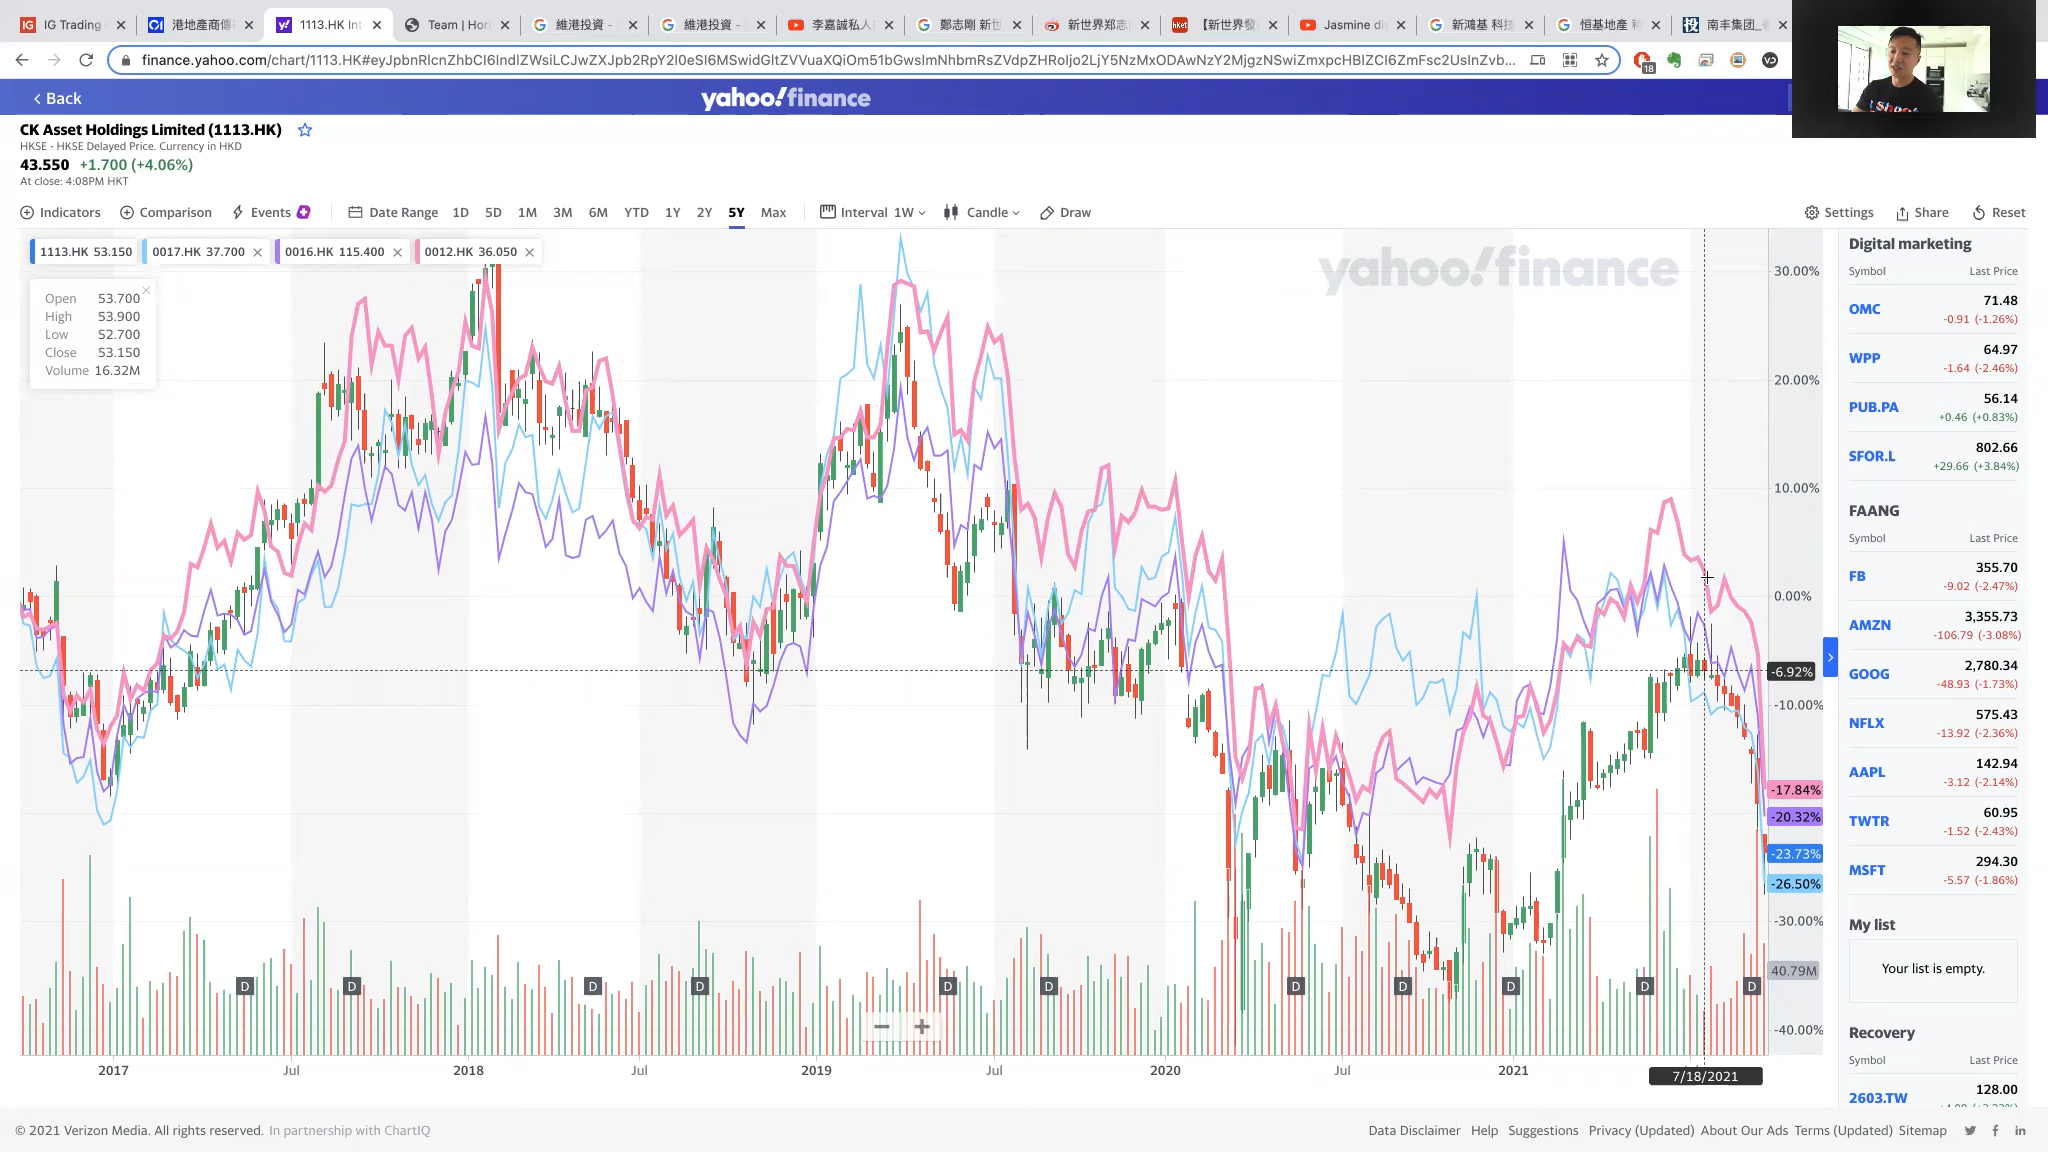 IG Trading
港地產商傳
1113.HK Int
Team | Hori
維港投資 -
維港投資 -
李嘉誠私人
鄭志剛 新世
新世界郑志
【新世界發
Jasmine di
新鴻基 科技
恒基地產 科
南丰集团_
18
< Back
yahoo!finance
CK Asset Holdings Limited (1113.HK)
HKSE - HKSE Delayed Price. Currency in HKD
43.550 +1.700 (+4.06%)
At close: 4:08PM HKT
Indicators Comparison Events Date Range 1D 5D 1M 3M 6M YTD 1Y 2Y 5Y Max Interval 1W Candle Draw Settings Share Reset
1113.HK 53.150
0017.HK 37.700
0016.HK 115.400
0012.HK 36.050
Open 53.700
High 53.900
Low 52.700
Close 53.150
Volume 16.32M
yahoo!finance
30.00%
20.00%
10.00%
0.00%
-6.92%
-10.00%
-17.84%
-20.32%
-23.73%
-26.50%
-30.00%
40.79M
-40.00%
D D D D D D D D D D D
2017 Jul 2018 Jul 2019 Jul 2020 Jul 2021
7/18/2021
Digital marketing
Symbol Last Price
OMC 71.48
-0.91 (-1.26%)
WPP 64.97
-1.64 (-2.46%)
PUB.PA 56.14
+0.46 (+0.83%)
SFOR.L 802.66
+29.66 (+3.84%)
FAANG
Symbol Last Price
FB 355.70
-9.02 (-2.47%)
AMZN 3,355.73
-106.79 (-3.08%)
GOOG 2,780.34
-48.93 (-1.73%)
NFLX 575.43
-13.92 (-2.36%)
AAPL 142.94
-3.12 (-2.14%)
TWTR 60.95
-1.52 (-2.43%)
MSFT 294.30
-5.57 (-1.86%)
My list
Your list is empty.
Recovery
Symbol Last Price
2603.TW 128.00
© 2021 Verizon Media. All rights reserved. In partnership with ChartIQ
Data Disclaimer Help Suggestions Privacy (Updated) About Our Ads Terms (Updated) Sitemap